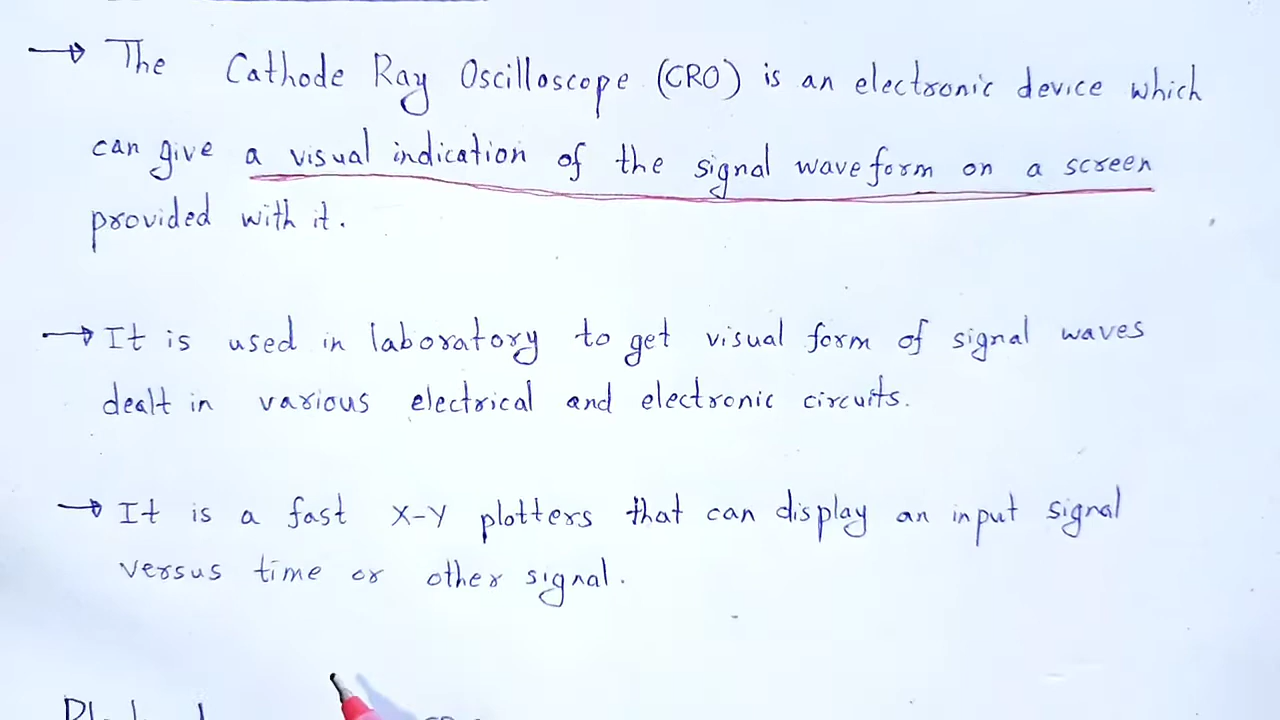 → The Cathode Ray Oscilloscope (CRO) is an electronic device which
can give a visual indication of the signal waveform on a screen
provided with it.
→ It is used in laboratory to get visual form of signal waves
dealt in various electrical and electronic circuits.
→ It is a fast X-Y plotters that can display an input signal
versus time or other signal.